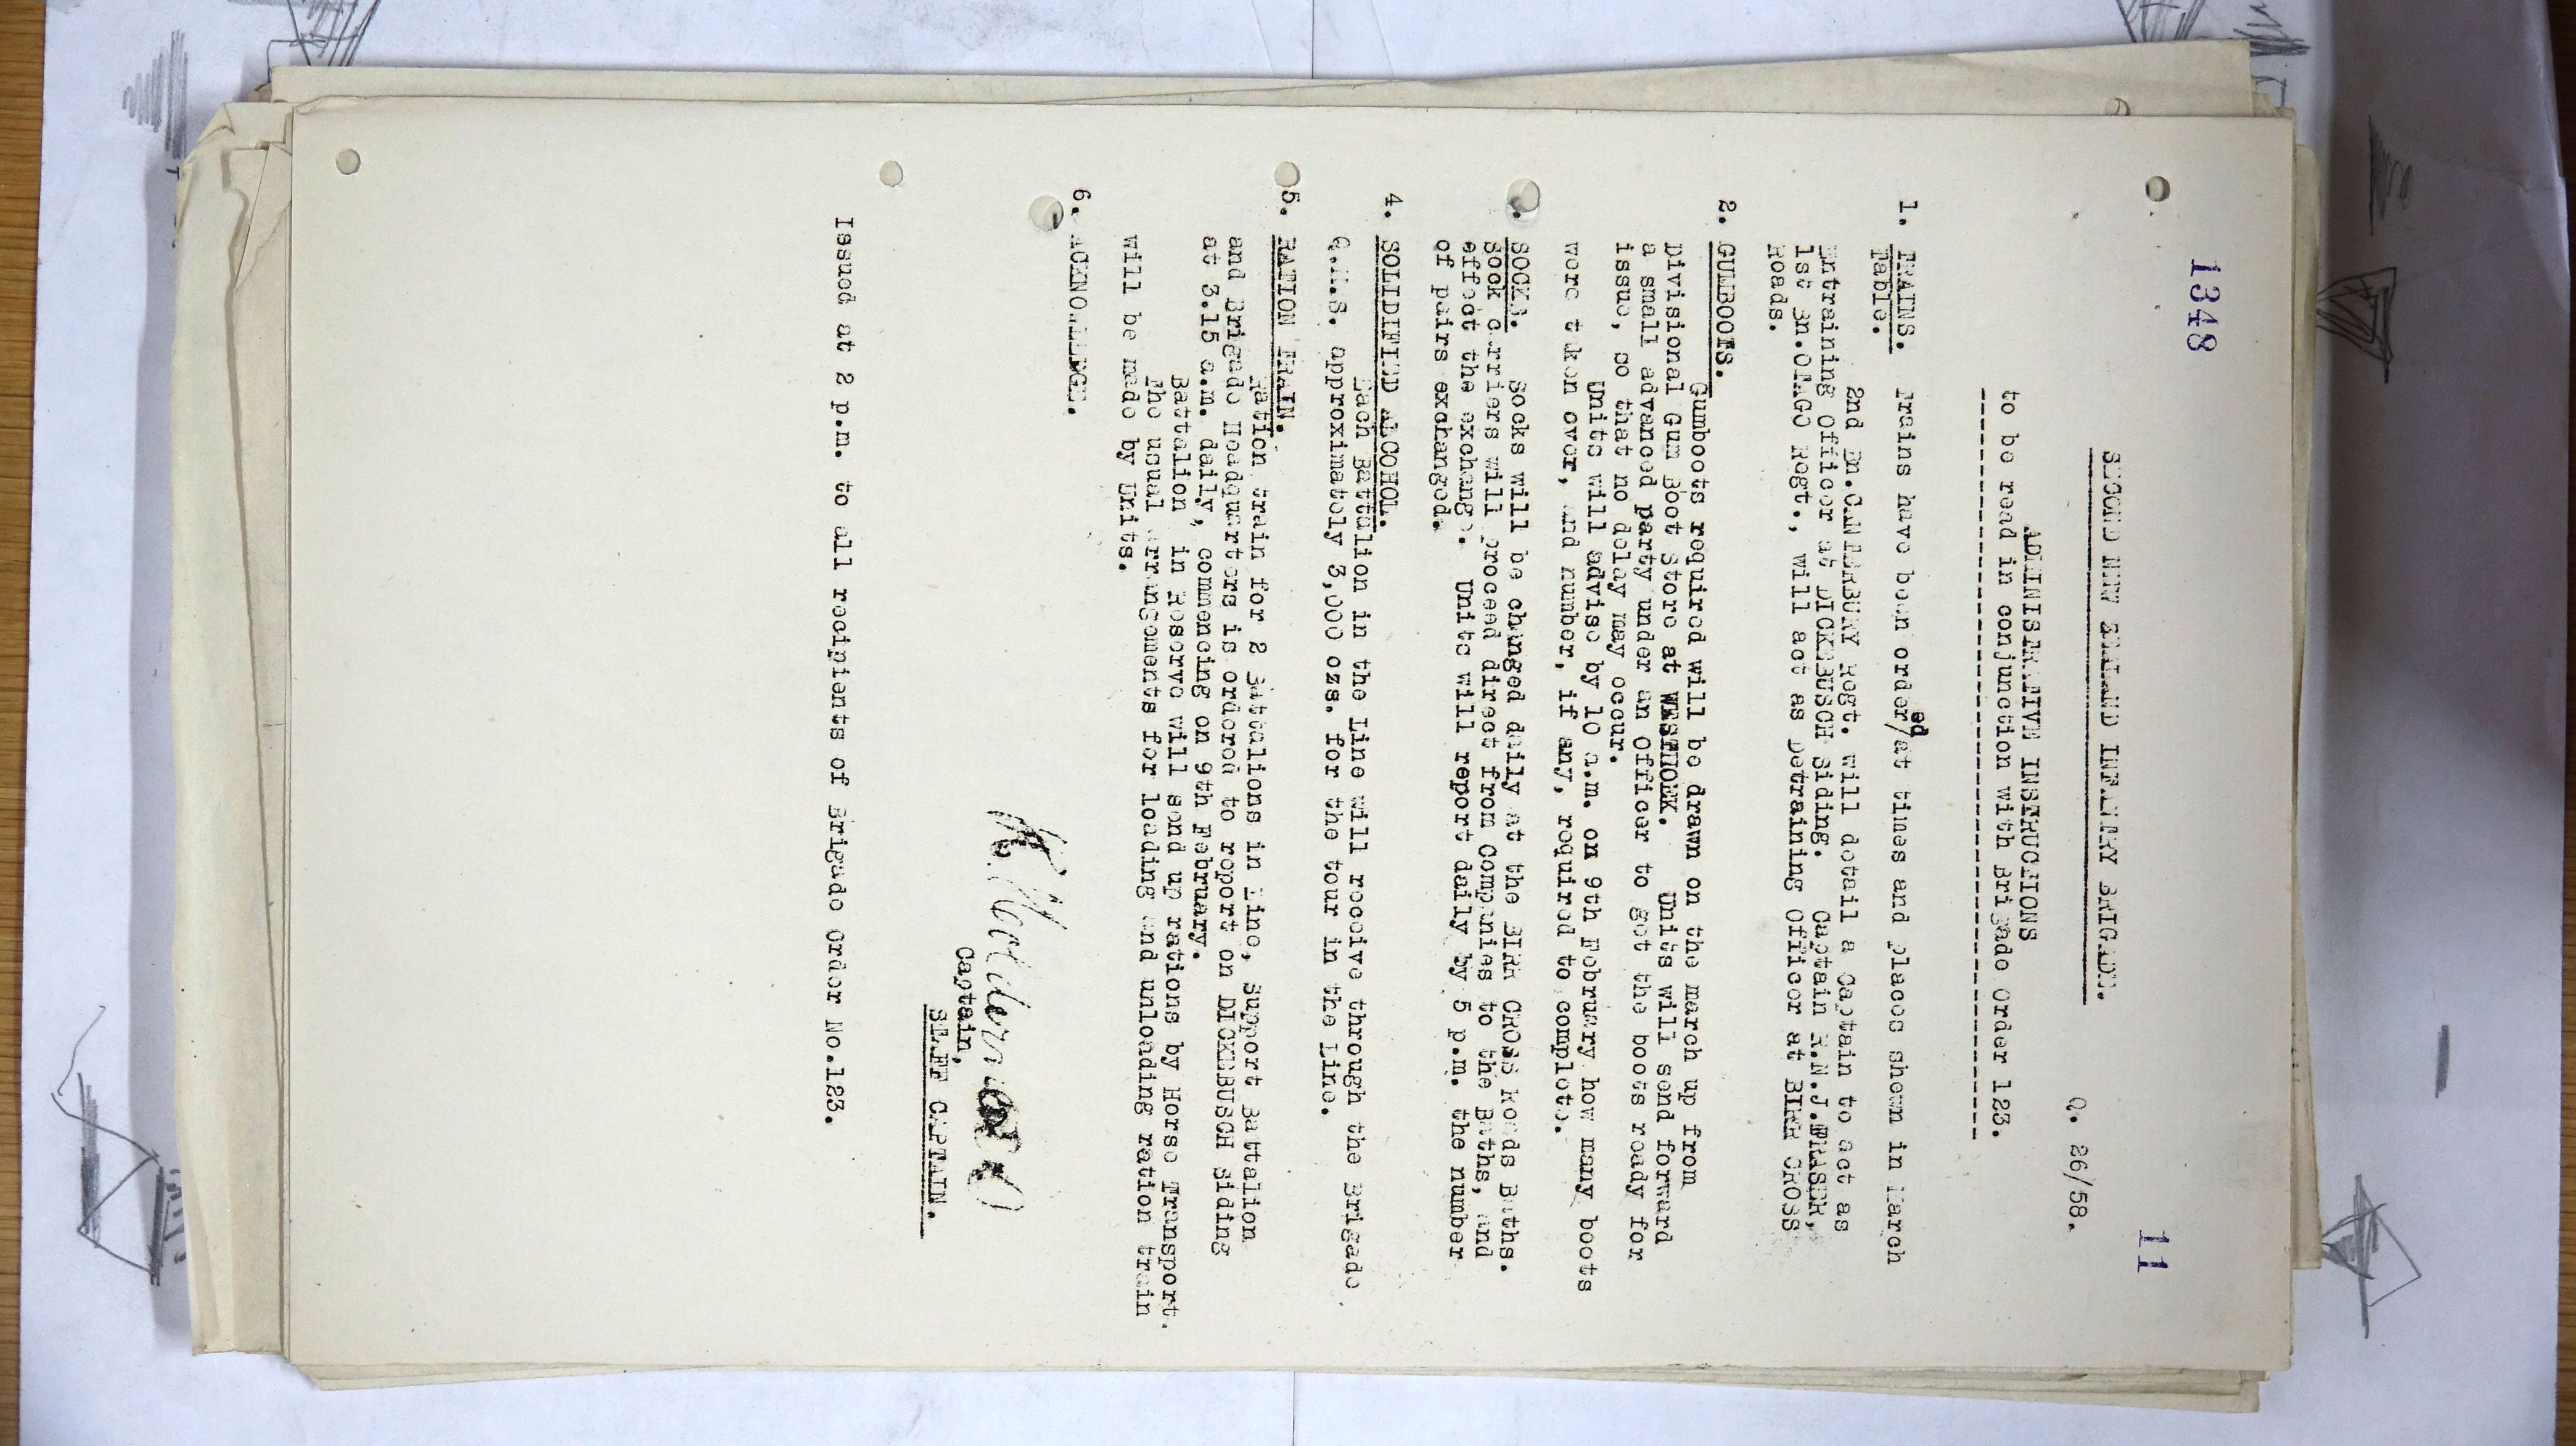 1348
11
SECOND NEW ZEALAND INFANTRY BRIGADE.
Q. 26/58.
ADMINISTRATIVE INSTRUCTIONS
to be read in conjunction with Brigade Order 123.
1. TRAINS. Trains have been order/ed at times and places shown in March
Table.
2nd Bn.CANTERBURY Regt. will detail a Captain to act as
Entraining Officer at DICKEBUSCH Siding. Captain R.N.J.FRASER,
1st Bn.OTAGO Regt., will act as Detraining Officer at BIRR CROSS
Roads.
2. GUMBOOTS.
Gumboots required will be drawn on the march up from
Divisional Gum Boot Store at WESTHOEK. Units will send forward
a small advanced party under an Officer to get the boots ready for
issue, so that no delay may occur.
Units will advise by 10 a.m. on 9th February how many boots
were taken over, and number, if any, required to complete.
SOCKS. Socks will be changed daily at the BIRR CROSS Roads Baths.
Sock carriers will proceed direct from Companies to the Baths, and
effect the exchange. Units will report daily by 5 p.m. the number
of pairs exchanged.
4. SOLIDIFIED ALCOHOL.
Each Battalion in the Line will receive through the Brigade
Q.M.S. approximately 3,000 ozs. for the tour in the Line.
5. RATION TRAIN.
Ration train for 2 Battalions in Line, Support Battalion
and Brigade Headquarters is ordered to report on DICKEBUSCH Siding
at 3.15 a.m. daily, commencing on 9th February.
Battalion in Reserve will send up rations by Horse Transport.
The usual arrangements for loading and unloading ration train
will be made by Units.
6. ACKNOWLEDGE.
Captain,
STAFF CAPTAIN.
Issued at 2 p.m. to all recipients of Brigade Order No.123.